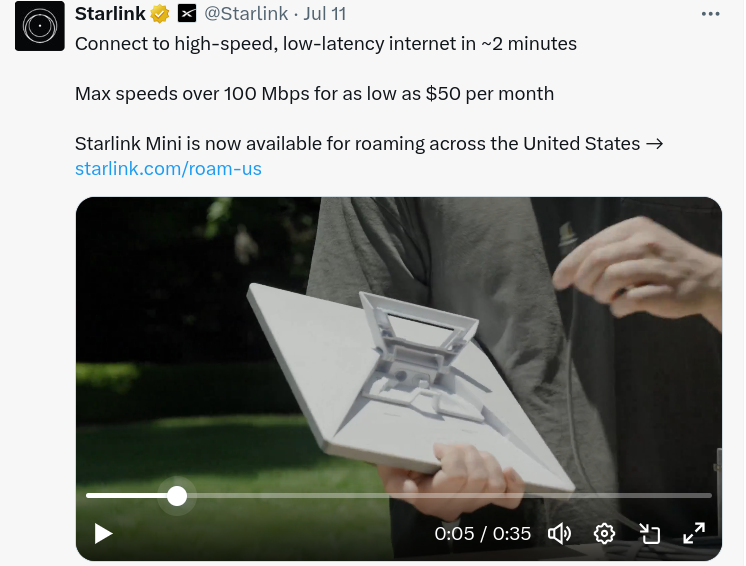 Starlink @Starlink · Jul 11
Connect to high-speed, low-latency internet in ~2 minutes
Max speeds over 100 Mbps for as low as $50 per month
Starlink Mini is now available for roaming across the United States →
starlink.com/roam-us
0:05 / 0:35